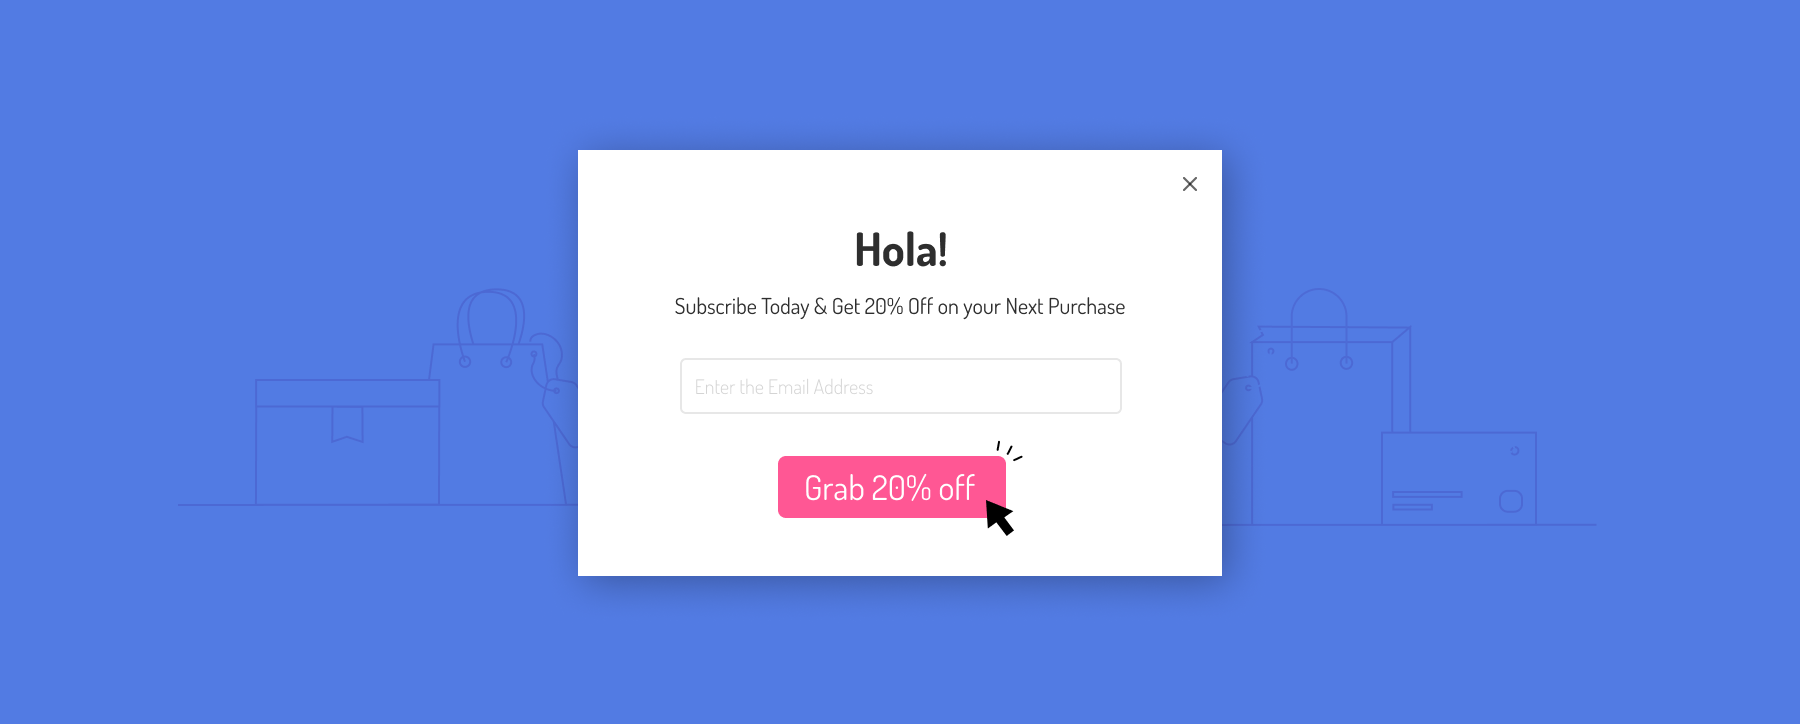 Hola!
Subscribe Today & Get 20% Off on your Next Purchase
Enter the Email Address
Grab 20% off